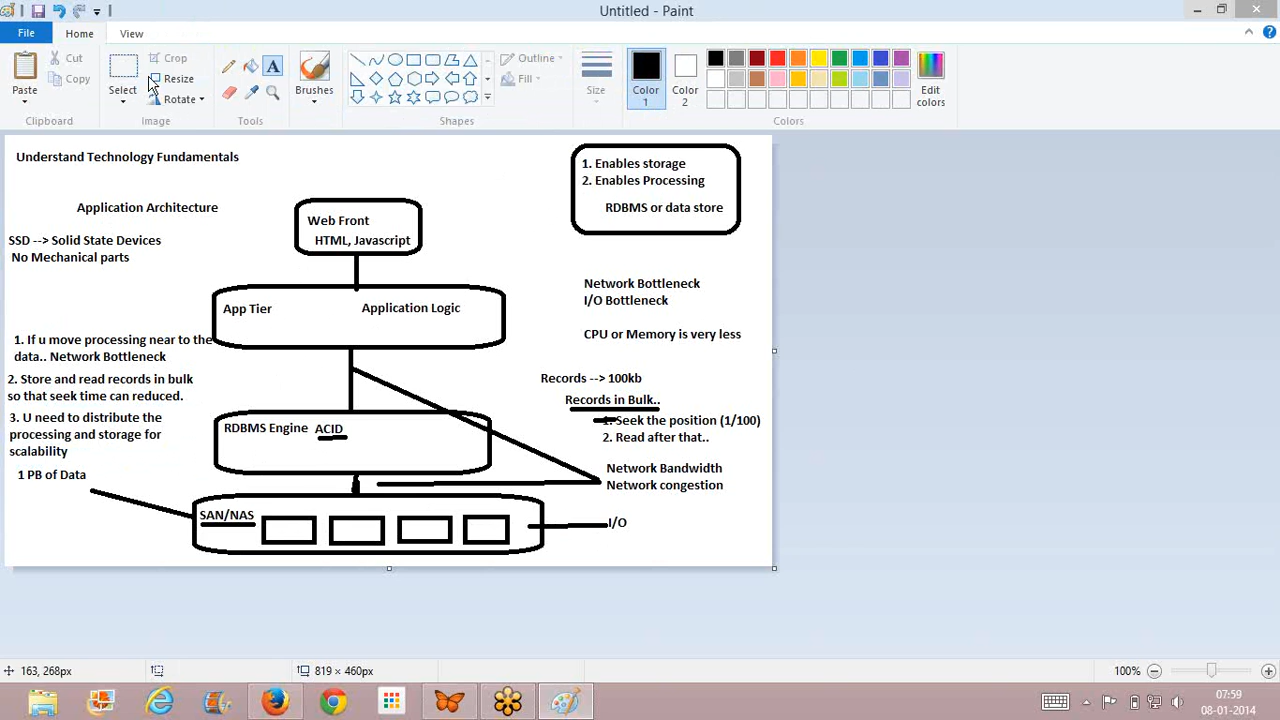 Untitled - Paint
File
Home
View
Paste
Cut
Copy
Clipboard
Select
Crop
Resize
Rotate
Image
A
Tools
Brushes
Outline
Fill
Shapes
Size
Color 1
Color 2
Edit colors
Colors
Understand Technology Fundamentals
Application Architecture
SSD --> Solid State Devices
No Mechanical parts
Web Front
HTML, Javascript
1. Enables storage
2. Enables Processing
RDBMS or data store
App Tier
Application Logic
Network Bottleneck
I/O Bottleneck
CPU or Memory is very less
1. If u move processing near to the
data.. Network Bottleneck
2. Store and read records in bulk
so that seek time can reduced.
3. U need to distribute the
processing and storage for
scalability
1 PB of Data
Records --> 100kb
Records in Bulk..
1. Seek the position (1/100)
2. Read after that..
RDBMS Engine ACID
Network Bandwidth
Network congestion
SAN/NAS
I/O
163, 268px
819 × 460px
100%
07:59
08-01-2014